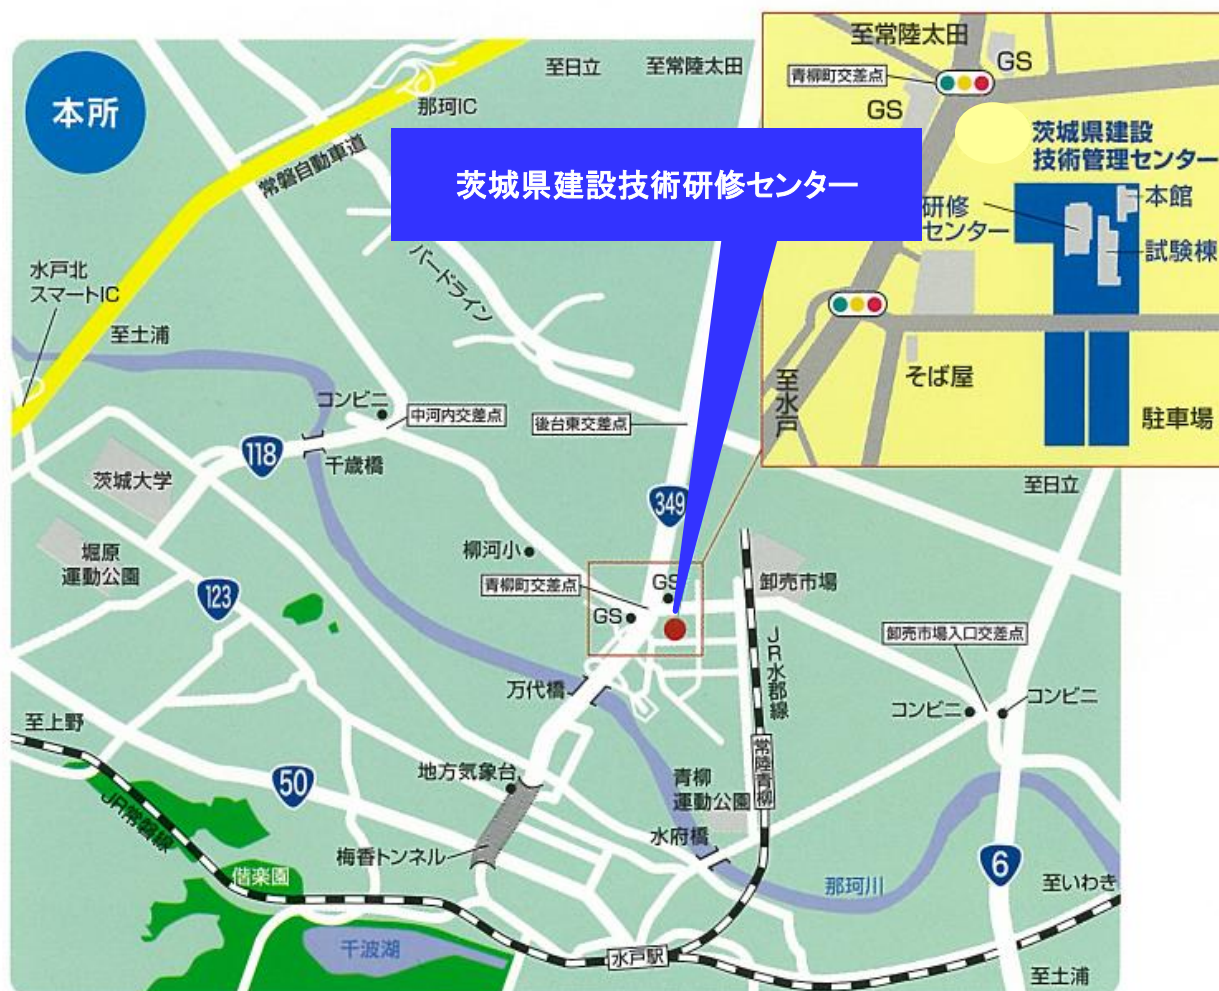 本所
至日立
至常陸太田
那珂IC
常磐自動車道
茨城県建設技術研修センター
バードライン
水戸北
スマートIC
至土浦
コンビニ
中河内交差点
後台東交差点
118
千歳橋
茨城大学
349
堀原
運動公園
柳河小
青柳町交差点
GS
GS
卸売市場
123
JR水郡線
卸売市場入口交差点
万代橋
コンビニ
コンビニ
至上野
常陸青柳
地方気象台
50
青柳
運動公園
JR常磐線
水府橋
梅香トンネル
6
偕楽園
那珂川
至いわき
千波湖
水戸駅
至土浦
至常陸太田
GS
青柳町交差点
GS
茨城県建設
技術管理センター
本館
研修
センター
試験棟
そば屋
至水戸
駐車場
至日立